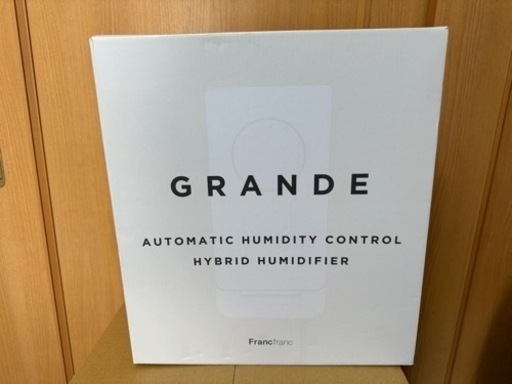 GRANDE
AUTOMATIC HUMIDITY CONTROL
HYBRID HUMIDIFIER
Francfranc